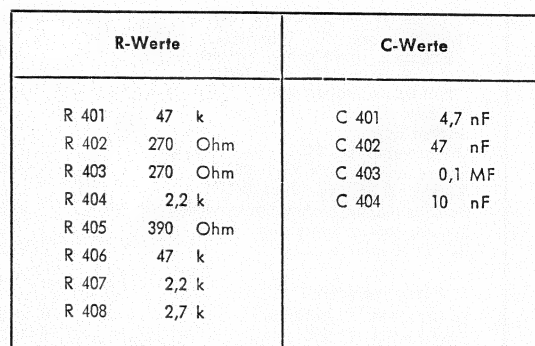 R-Werte
R 401 47 k
R 402 270 Ohm
R 403 270 Ohm
R 404 2,2 k
R 405 390 Ohm
R 406 47 k
R 407 2,2 k
R 408 2,7 k
C-Werte
C 401 4,7 nF
C 402 47 nF
C 403 0,1 MF
C 404 10 nF